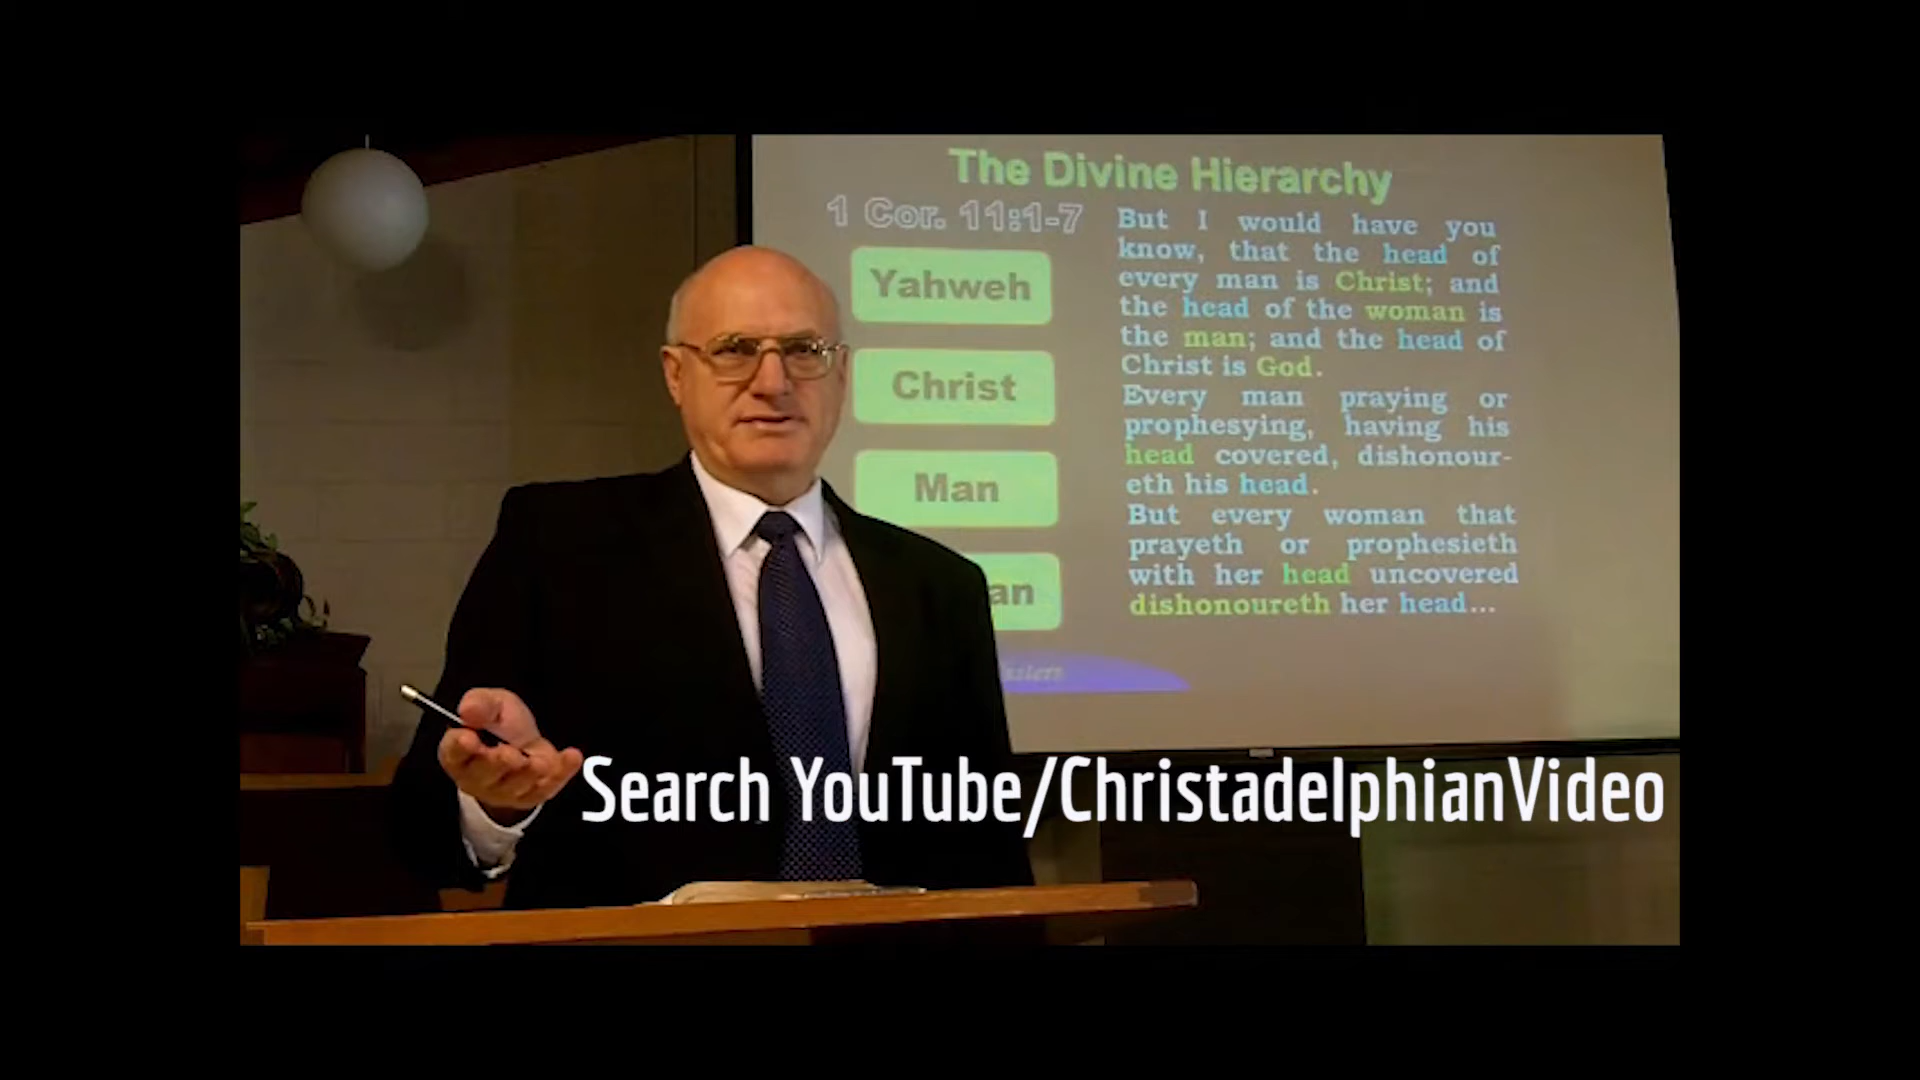 The Divine Hierarchy
1 Cor. 11:1-7
Yahweh
Christ
Man
But I would have you
know, that the head of
every man is Christ; and
the head of the woman is
the man; and the head of
Christ is God.
Every man praying or
prophesying, having his
head covered, dishonour-
eth his head.
But every woman that
prayeth or prophesieth
with her head uncovered
dishonoureth her head...
Search YouTube/ChristadelphianVideo